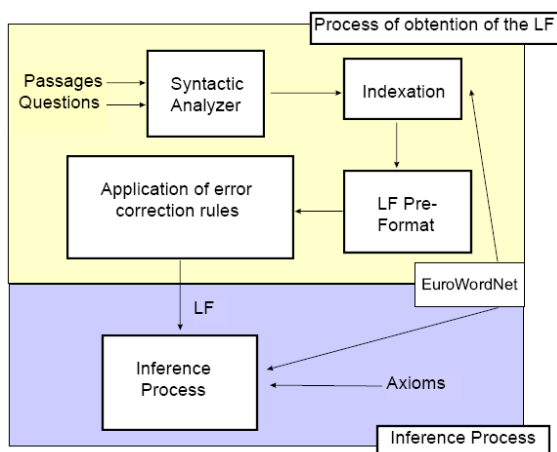 Process of obtention of the LF
Passages
Questions
Syntactic
Analyzer
Indexation
Application of error
correction rules
LF Pre-
Format
EuroWordNet
LF
Inference
Process
Axioms
Inference Process